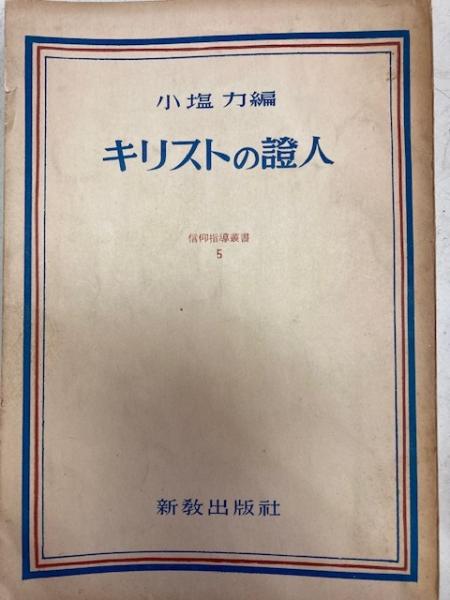 小塩 力編
キリストの證人
信仰指導叢書
5
新教出版社